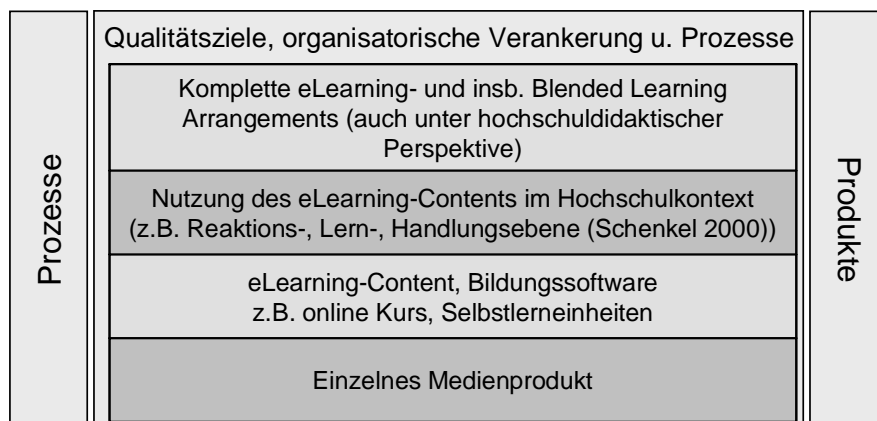 Prozesse
Qualitätsziele, organisatorische Verankerung u. Prozesse
Komplette eLearning- und insb. Blended Learning
Arrangements (auch unter hochschuldidaktischer
Perspektive)
Nutzung des eLearning-Contents im Hochschulkontext
(z.B. Reaktions-, Lern-, Handlungsebene (Schenkel 2000))
eLearning-Content, Bildungssoftware
z.B. online Kurs, Selbstlerneinheiten
Einzelnes Medienprodukt
Produkte